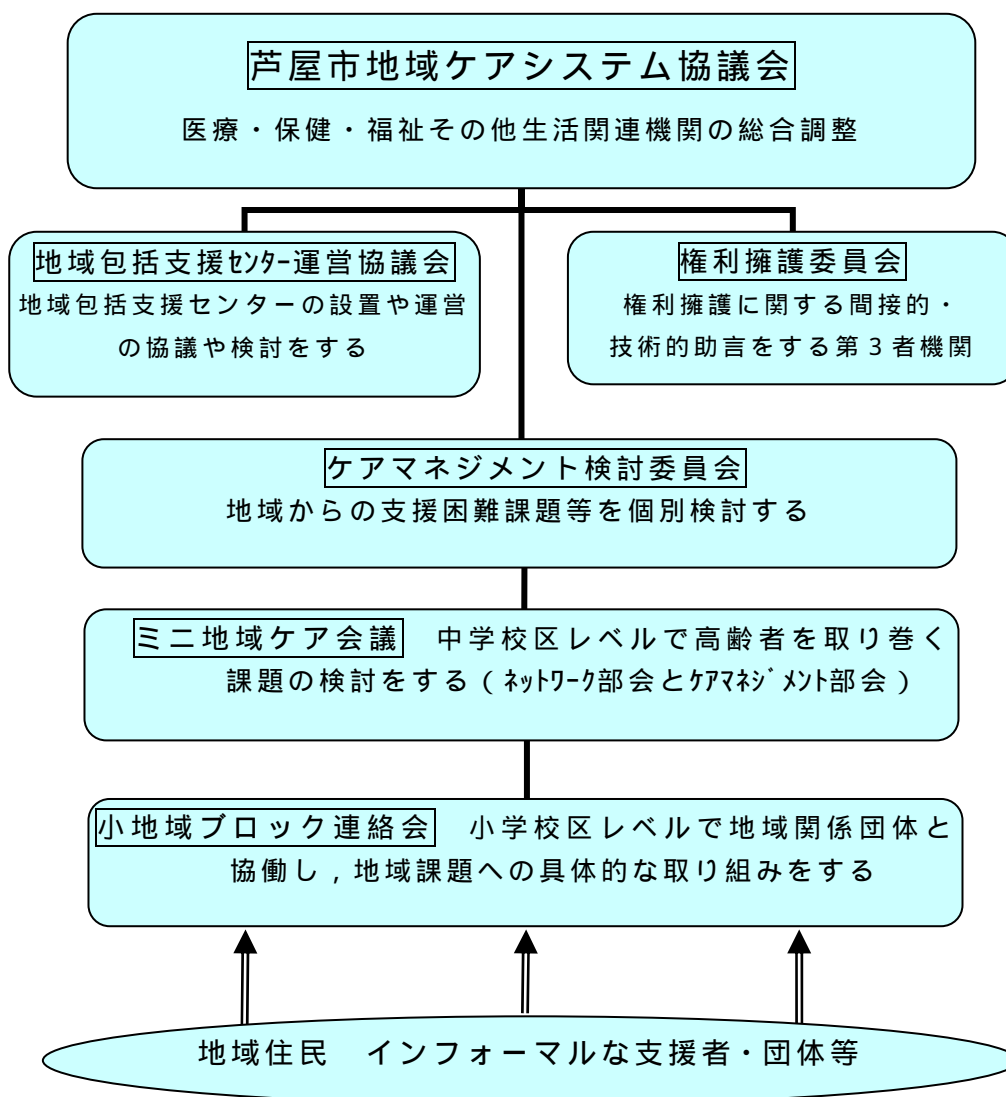 芦屋市地域ケアシステム協議会
医療・保健・福祉その他生活関連機関の総合調整
地域包括支援ｾﾝﾀｰ運営協議会
地域包括支援センターの設置や運営
の協議や検討をする
権利擁護委員会
権利擁護に関する間接的・
技術的助言をする第３者機関
ケアマネジメント検討委員会
地域からの支援困難課題等を個別検討する
ミニ地域ケア会議　中学校区レベルで高齢者を取り巻く
課題の検討をする（ﾈｯﾄﾜｰｸ部会とｹｱﾏﾈｼﾞﾒﾝﾄ部会）
小地域ブロック連絡会　小学校区レベルで地域関係団体と
協働し，地域課題への具体的な取り組みをする
地域住民　インフォーマルな支援者・団体等